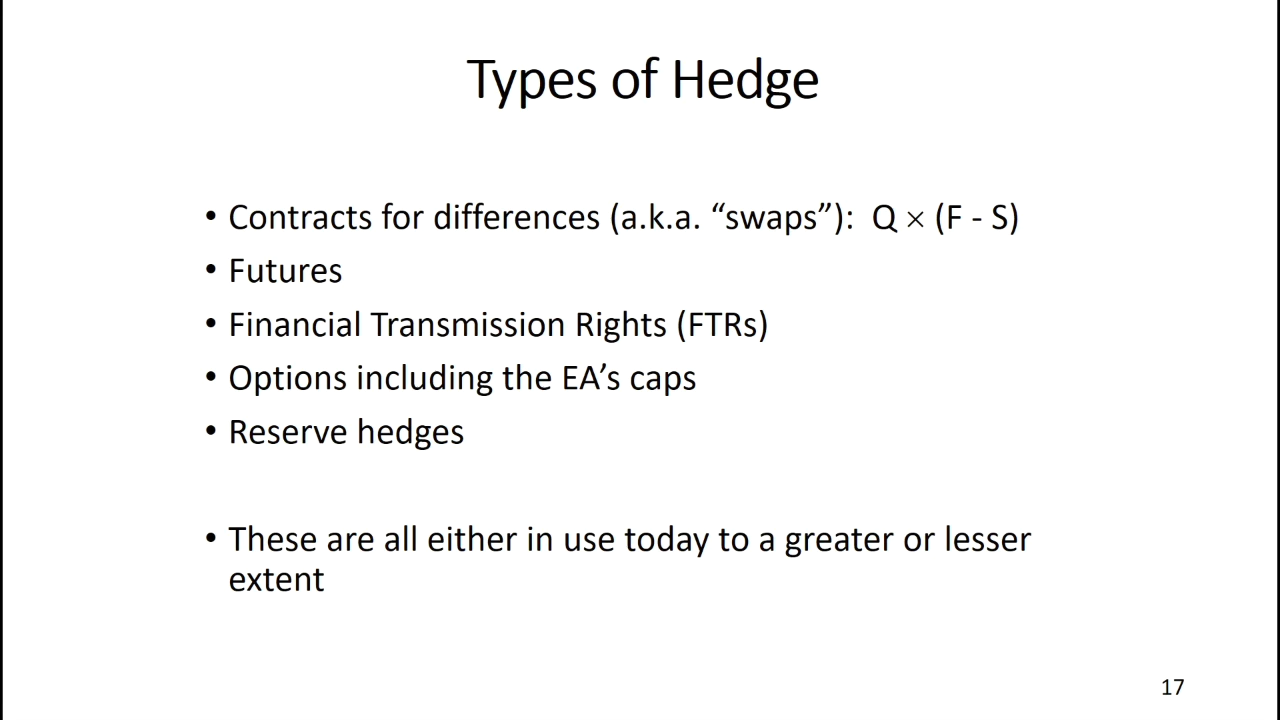 Types of Hedge
• Contracts for differences (a.k.a. “swaps”):  Q × (F - S)
• Futures
• Financial Transmission Rights (FTRs)
• Options including the EA’s caps
• Reserve hedges
• These are all either in use today to a greater or lesser
extent
17